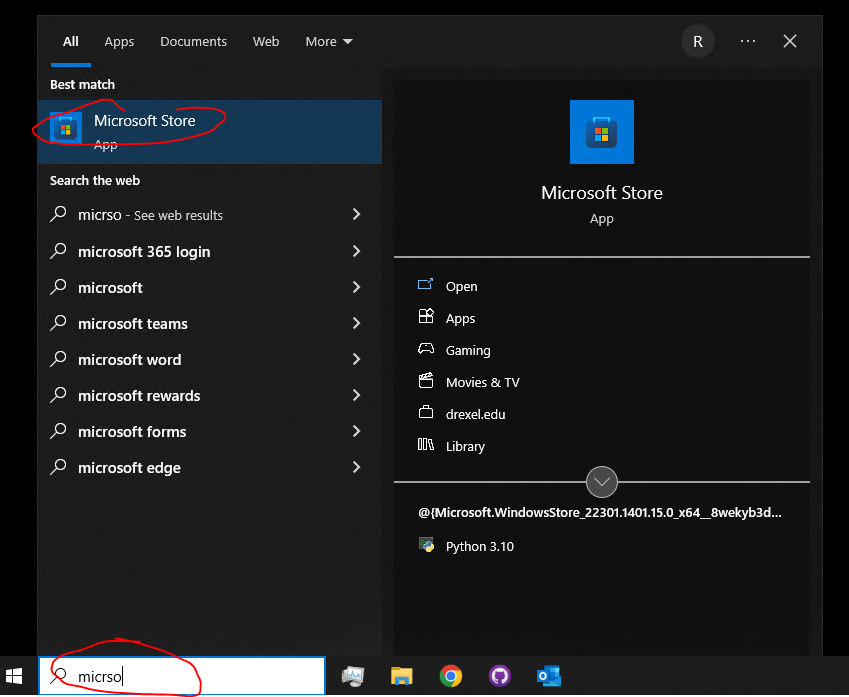 All Apps Documents Web More R ...
Best match
Microsoft Store
App
Search the web
micrso - See web results
microsoft 365 login
microsoft
microsoft teams
microsoft word
microsoft rewards
microsoft forms
microsoft edge
Microsoft Store
App
Open
Apps
Gaming
Movies & TV
drexel.edu
Library
@{Microsoft.WindowsStore_22301.1401.15.0_x64__8wekyb3d...
Python 3.10
micrso